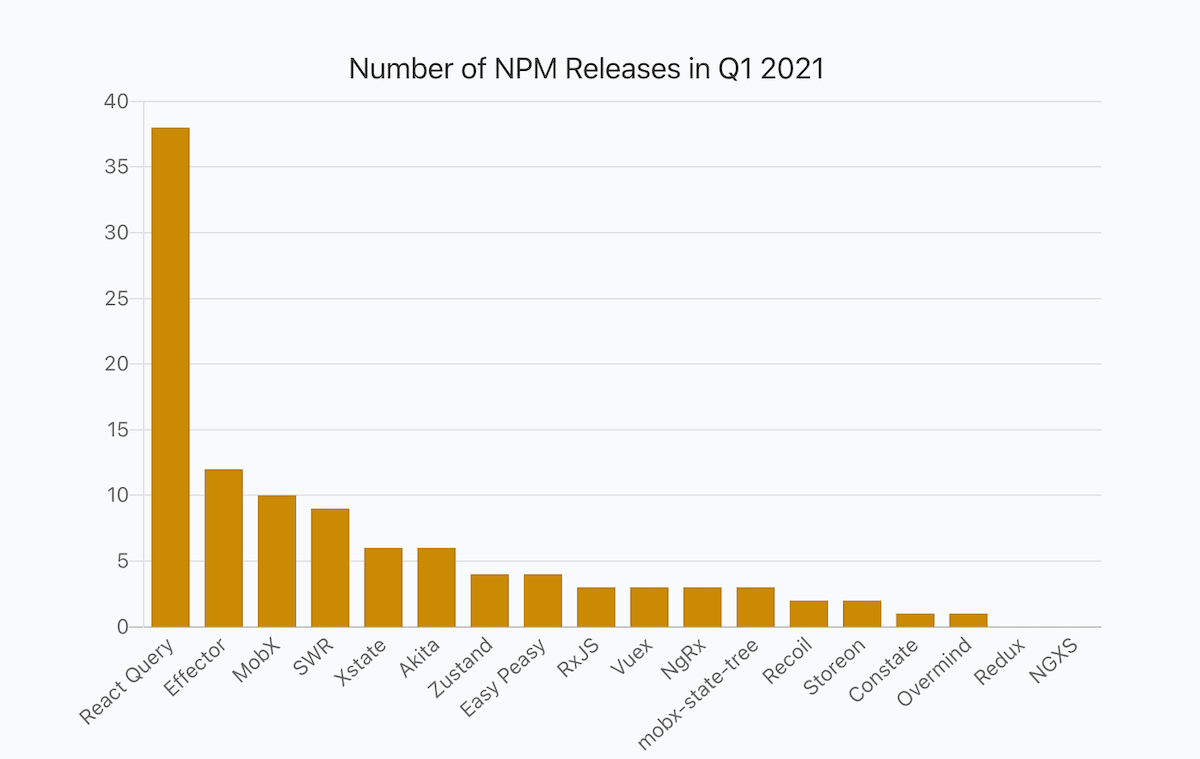 Number of NPM Releases in Q1 2021
40
35
30
25
20
15
10
5
0
React Query
Effector
MobX
SWR
Xstate
Akita
Zustand
Easy Peasy
RxJS
Vuex
NgRx
mobx-state-tree
Recoil
Storeon
Constate
Overmind
Redux
NGXS